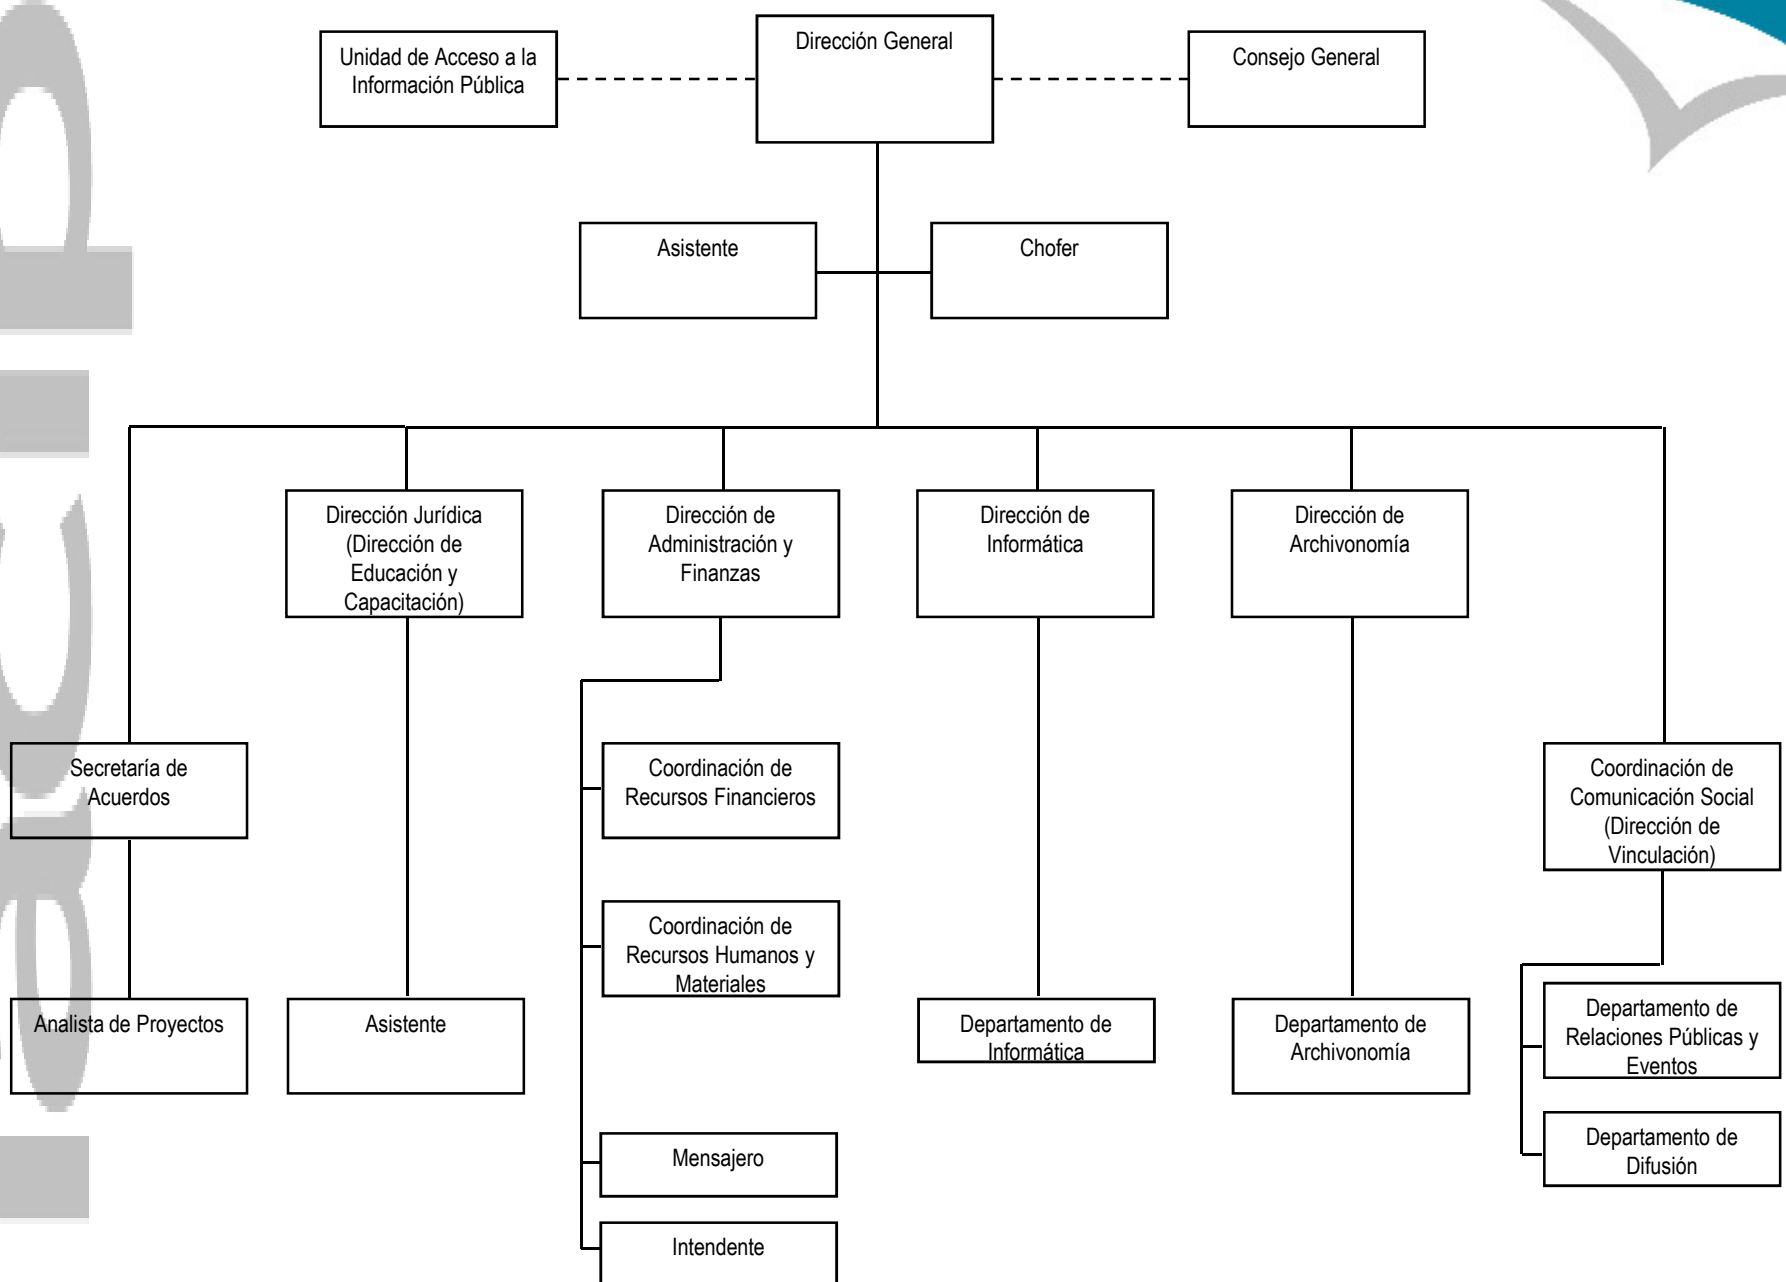 Unidad de Acceso a la
Información Pública
Dirección General
Consejo General
Asistente
Chofer
Dirección Jurídica
(Dirección de
Educación y
Capacitación)
Dirección de
Administración y
Finanzas
Dirección de
Informática
Dirección de
Archivonomía
Secretaría de
Acuerdos
Coordinación de
Recursos Financieros
Coordinación de
Comunicación Social
(Dirección de
Vinculación)
Coordinación de
Recursos Humanos y
Materiales
Analista de Proyectos
Asistente
Departamento de
Informática
Departamento de
Archivonomía
Departamento de
Relaciones Públicas y
Eventos
Mensajero
Departamento de
Difusión
Intendente